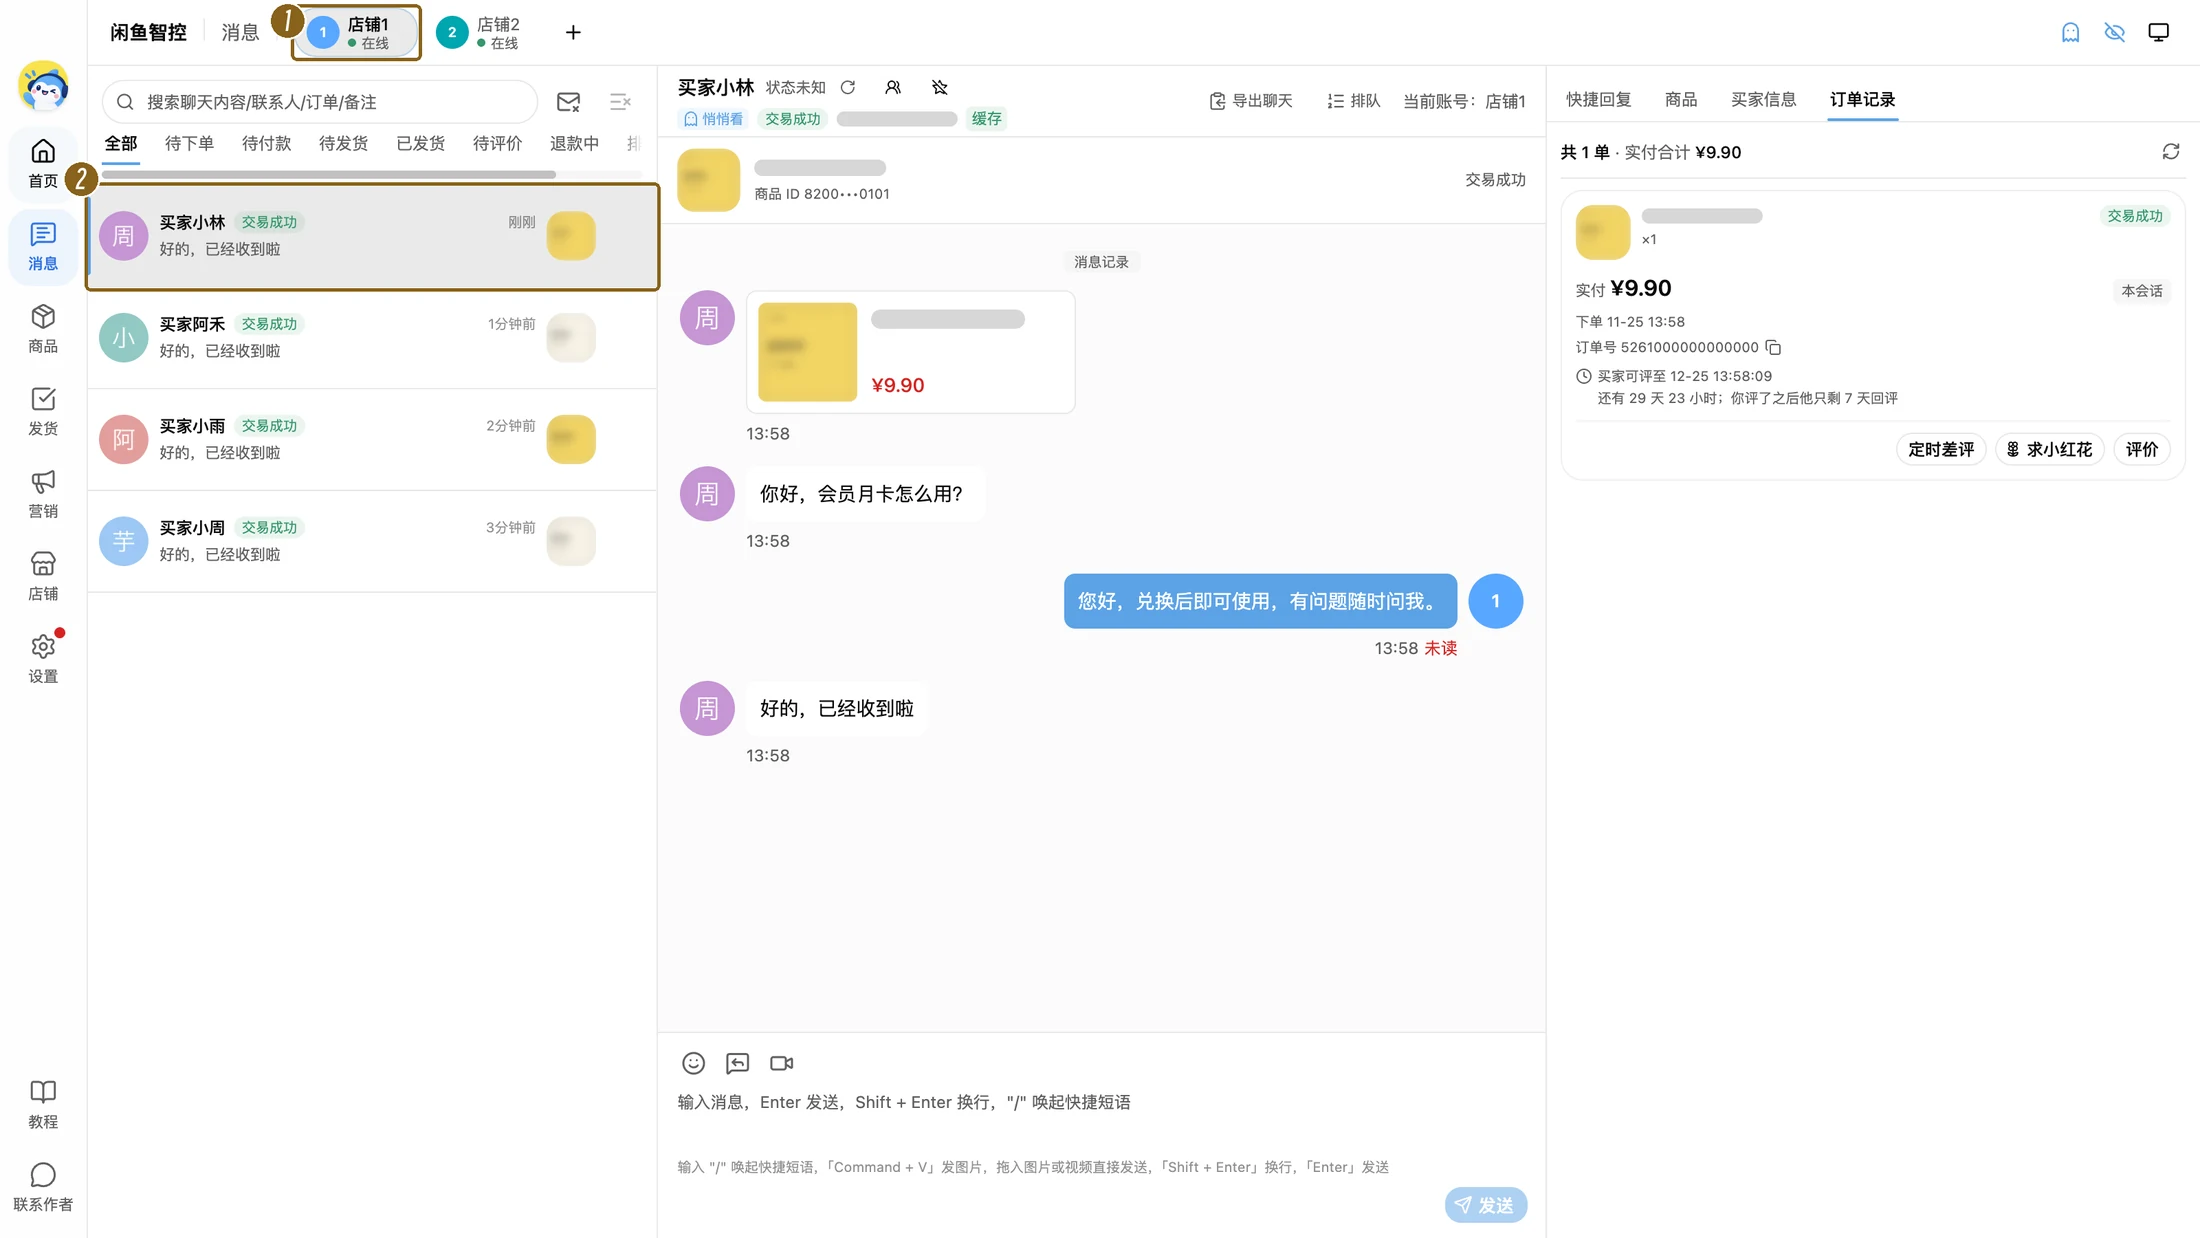 闲鱼智控
消息
1
1
店铺1
在线
2
店铺2
在线
首页
消息
商品
发货
营销
店铺
设置
教程
联系作者
搜索聊天内容/联系人/订单/备注
全部
待下单
待付款
待发货
已发货
待评价
退款中
排
2
周
买家小林
交易成功
刚刚
好的，已经收到啦
小
买家阿禾
交易成功
1分钟前
好的，已经收到啦
阿
买家小雨
交易成功
2分钟前
好的，已经收到啦
芋
买家小周
交易成功
3分钟前
好的，已经收到啦
买家小林
状态未知
悄悄看
交易成功
缓存
导出聊天
排队
当前账号：店铺1
商品 ID 8200···0101
交易成功
消息记录
周
¥9.90
13:58
周
你好，会员月卡怎么用?
13:58
您好，兑换后即可使用，有问题随时问我。
1
13:58 未读
周
好的，已经收到啦
13:58
输入消息，Enter 发送，Shift + Enter 换行，"/" 唤起快捷短语
输入 "/" 唤起快捷短语，「Command + V」发图片，拖入图片或视频直接发送，「Shift + Enter」换行，「Enter」发送
发送
快捷回复
商品
买家信息
订单记录
共 1 单 · 实付合计 ¥9.90
交易成功
×1
实付 ¥9.90
本会话
下单 11-25 13:58
订单号 5261000000000000
买家可评至 12-25 13:58:09
还有 29 天 23 小时；你评了之后他只剩 7 天回评
定时差评
求小红花
评价